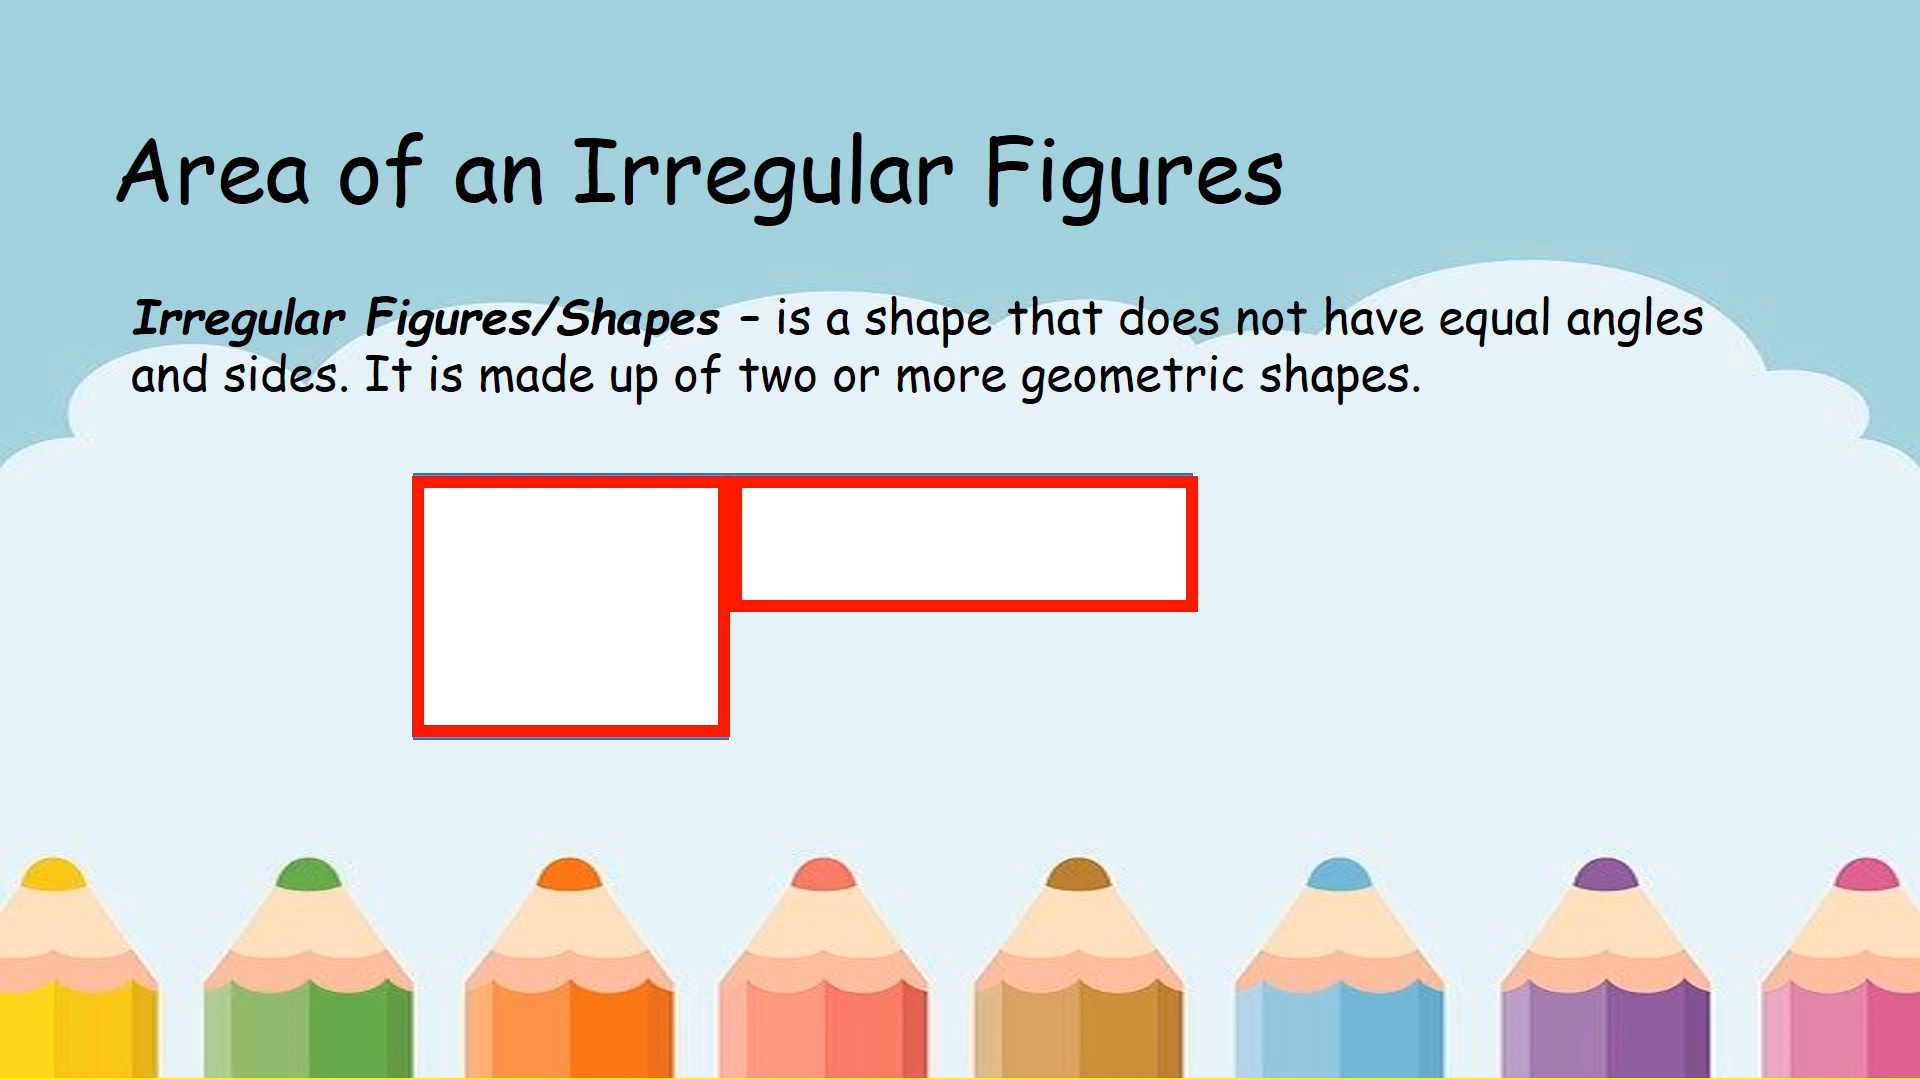 Area of an Irregular Figures
Irregular Figures/Shapes – is a shape that does not have equal angles
and sides. It is made up of two or more geometric shapes.